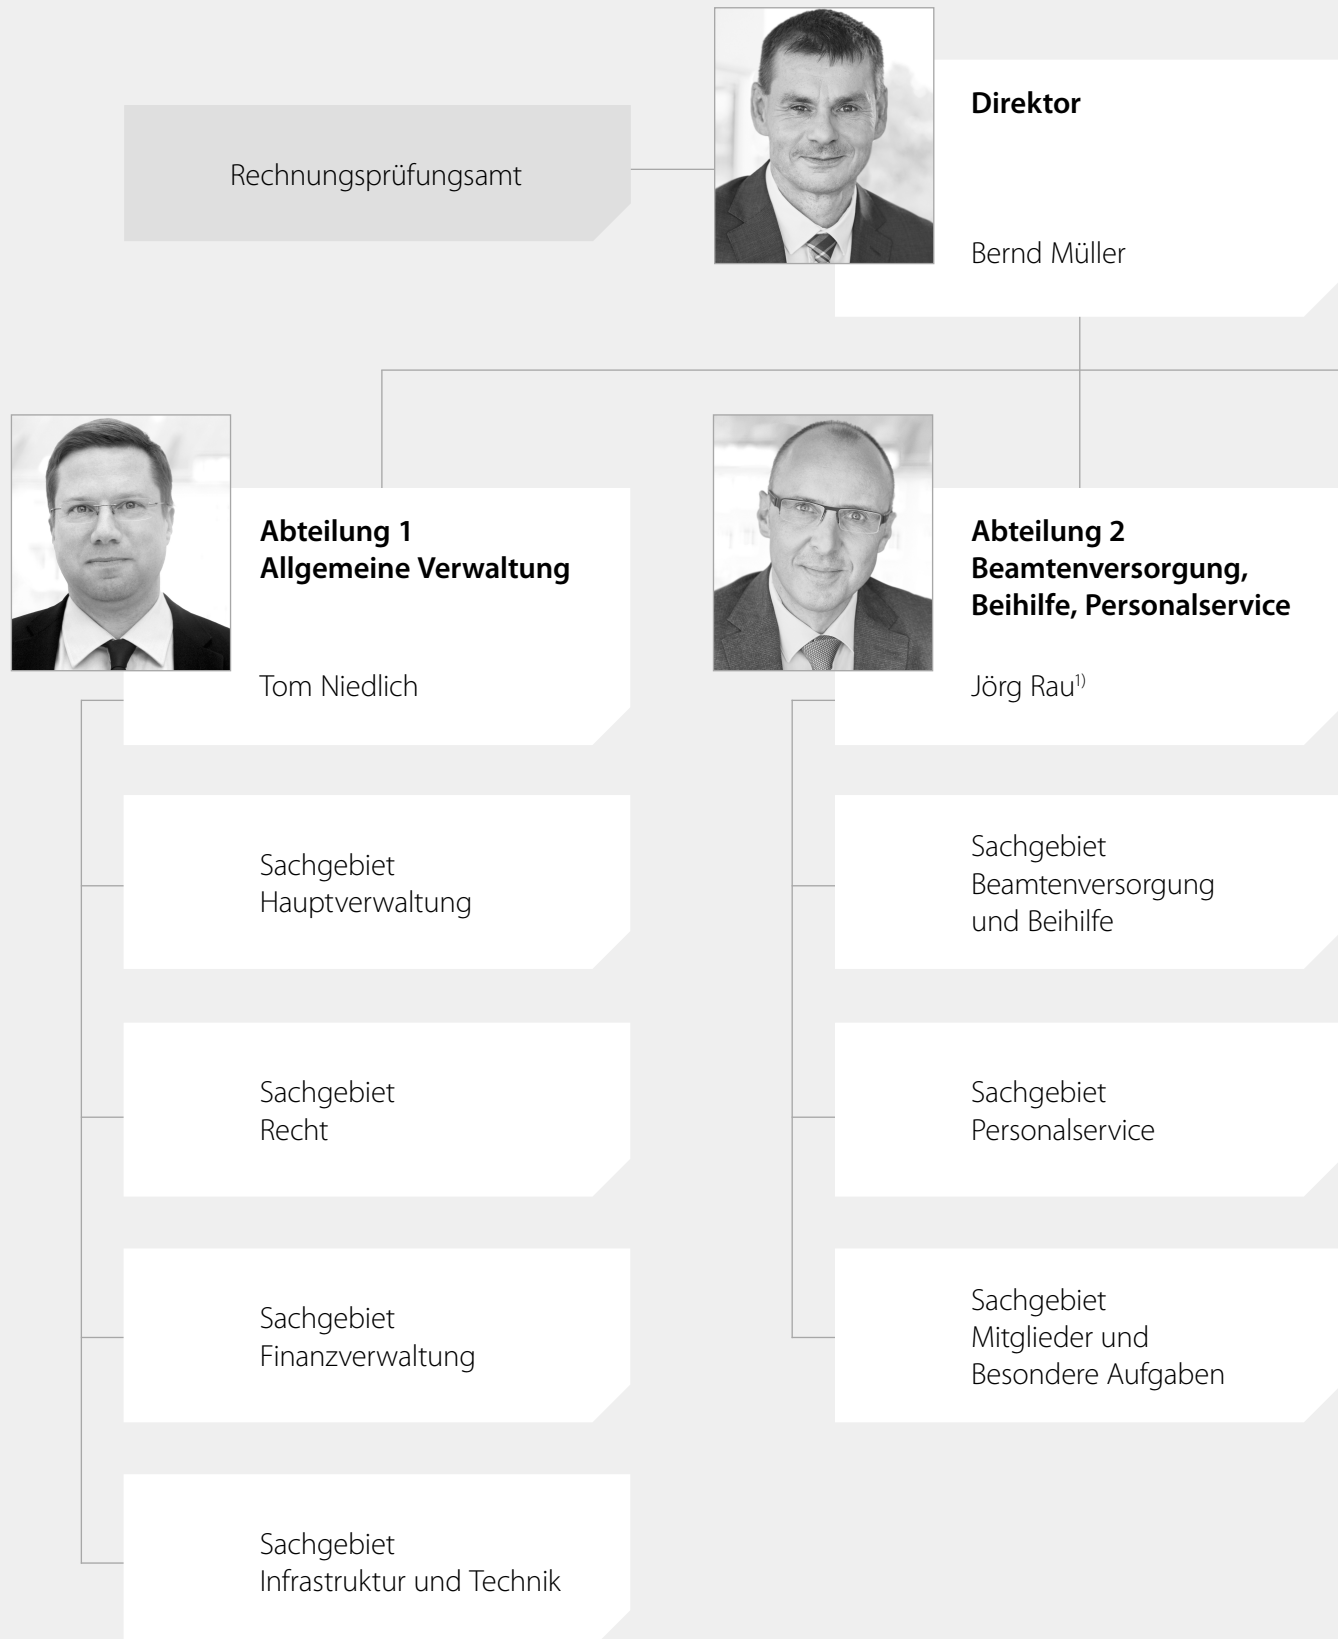 Rechnungsprüfungsamt
Direktor
Bernd Müller
Abteilung 1
Allgemeine Verwaltung
Tom Niedlich
Sachgebiet
Hauptverwaltung
Sachgebiet
Recht
Sachgebiet
Finanzverwaltung
Sachgebiet
Infrastruktur und Technik
Abteilung 2
Beamtenversorgung,
Beihilfe, Personalservice
Jörg Rau¹⁾
Sachgebiet
Beamtenversorgung
und Beihilfe
Sachgebiet
Personalservice
Sachgebiet
Mitglieder und
Besondere Aufgaben